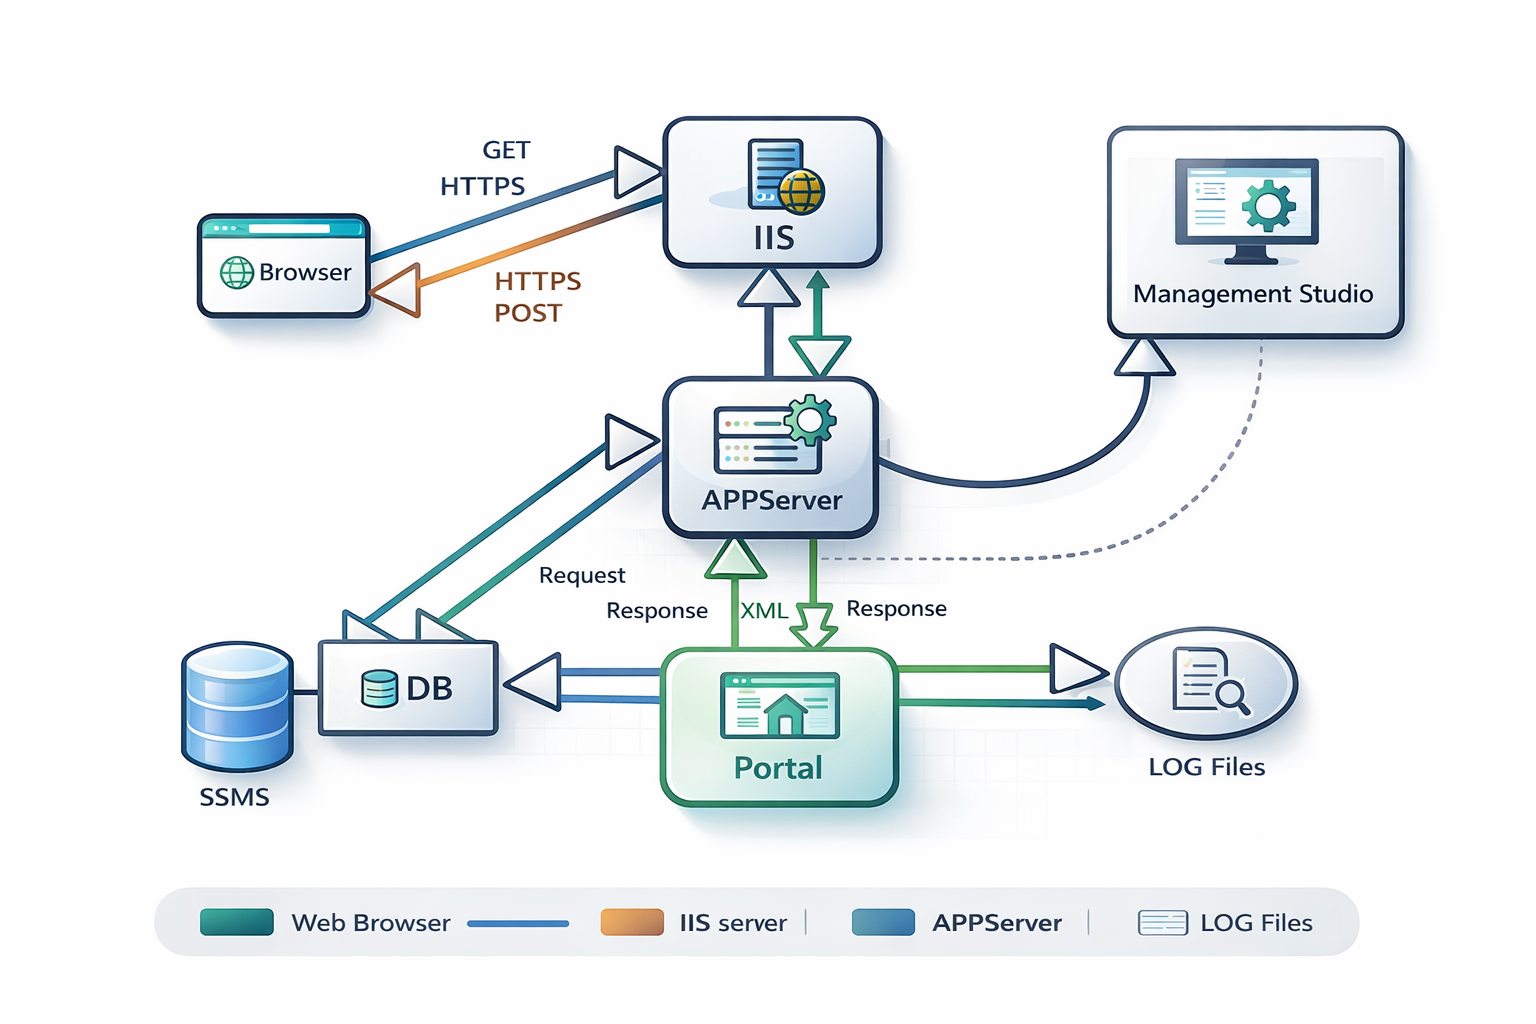 GET
HTTPS
IIS
Browser
HTTPS
POST
Management Studio
APPServer
Request
Response
XML
Response
DB
Portal
LOG Files
SSMS
Web Browser
IIS server
APPServer
LOG Files